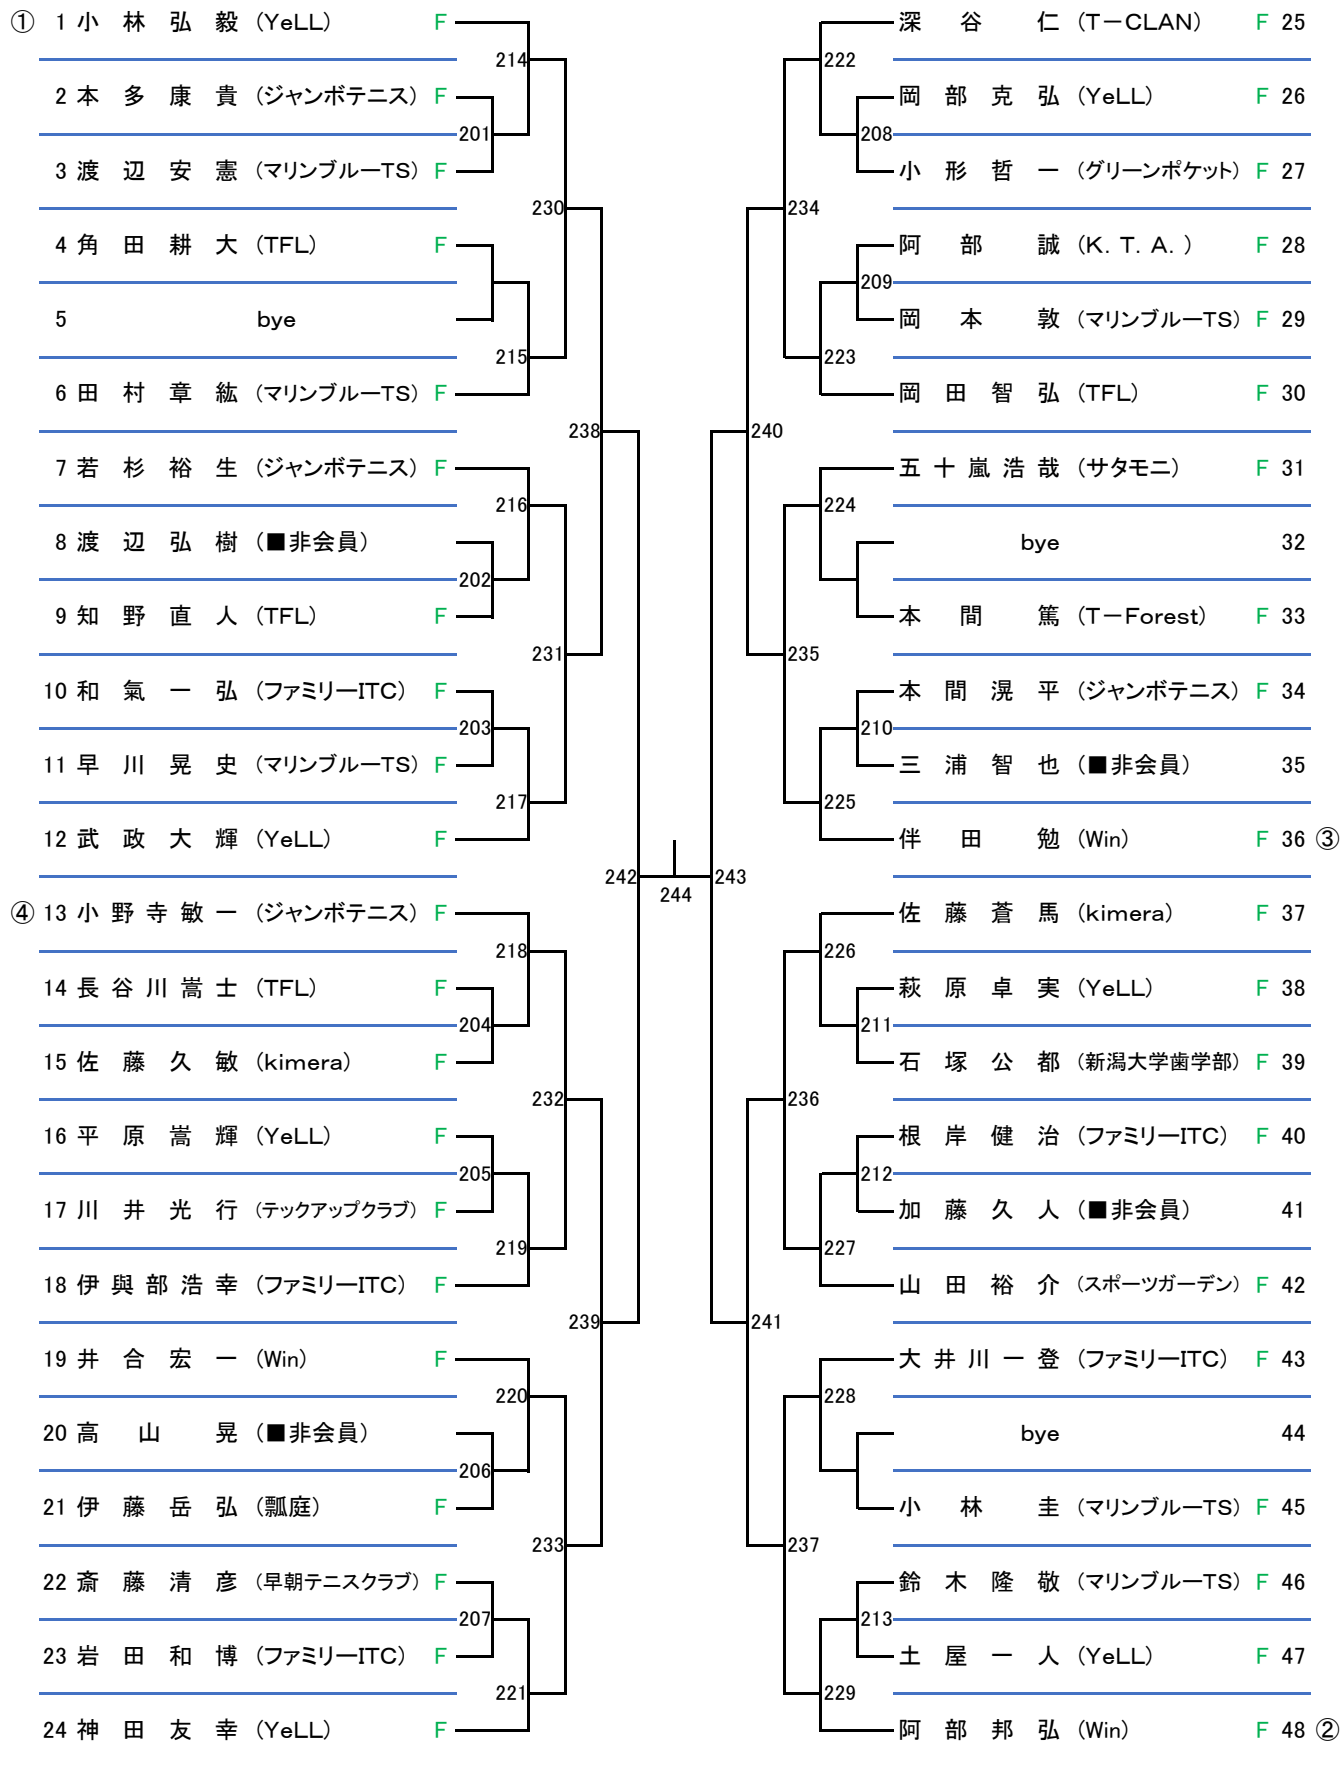 ① 1 小林弘毅 (YeLL) F
214
2 本多康貴 (ジャンボテニス) F
201
3 渡辺安憲 (マリンブルーTS) F
230
4 角田耕大 (TFL) F
5 bye
215
6 田村章紘 (マリンブルーTS) F
238
7 若杉裕生 (ジャンボテニス) F
216
8 渡辺弘樹 (■非会員)
202
9 知野直人 (TFL) F
231
10 和氣一弘 (ファミリーITC) F
203
11 早川晃史 (マリンブルーTS) F
217
12 武政大輝 (YeLL) F
242
244
243
④ 13 小野寺敏一 (ジャンボテニス) F
218
14 長谷川嵩士 (TFL) F
204
15 佐藤久敏 (kimera) F
232
16 平原嵩輝 (YeLL) F
205
17 川井光行 (テックアップクラブ) F
219
18 伊與部浩幸 (ファミリーITC) F
239
19 井合宏一 (Win) F
220
20 高山晃 (■非会員)
206
21 伊藤岳弘 (瓢庭) F
233
22 斎藤清彦 (早朝テニスクラブ) F
207
23 岩田和博 (ファミリーITC) F
221
24 神田友幸 (YeLL) F
深谷仁 (T－CLAN) F 25
222
岡部克弘 (YeLL) F 26
208
小形哲一 (グリーンポケット) F 27
234
阿部誠 (K．T．A．) F 28
209
岡本敦 (マリンブルーTS) F 29
223
岡田智弘 (TFL) F 30
240
五十嵐浩哉 (サタモニ) F 31
224
bye 32
本間篤 (T－Forest) F 33
235
本間滉平 (ジャンボテニス) F 34
210
三浦智也 (■非会員) 35
225
伴田勉 (Win) F 36 ③
佐藤蒼馬 (kimera) F 37
226
萩原卓実 (YeLL) F 38
211
石塚公都 (新潟大学歯学部) F 39
236
根岸健治 (ファミリーITC) F 40
212
加藤久人 (■非会員) 41
227
山田裕介 (スポーツガーデン) F 42
241
大井川一登 (ファミリーITC) F 43
228
bye 44
小林圭 (マリンブルーTS) F 45
237
鈴木隆敬 (マリンブルーTS) F 46
213
土屋一人 (YeLL) F 47
229
阿部邦弘 (Win) F 48 ②